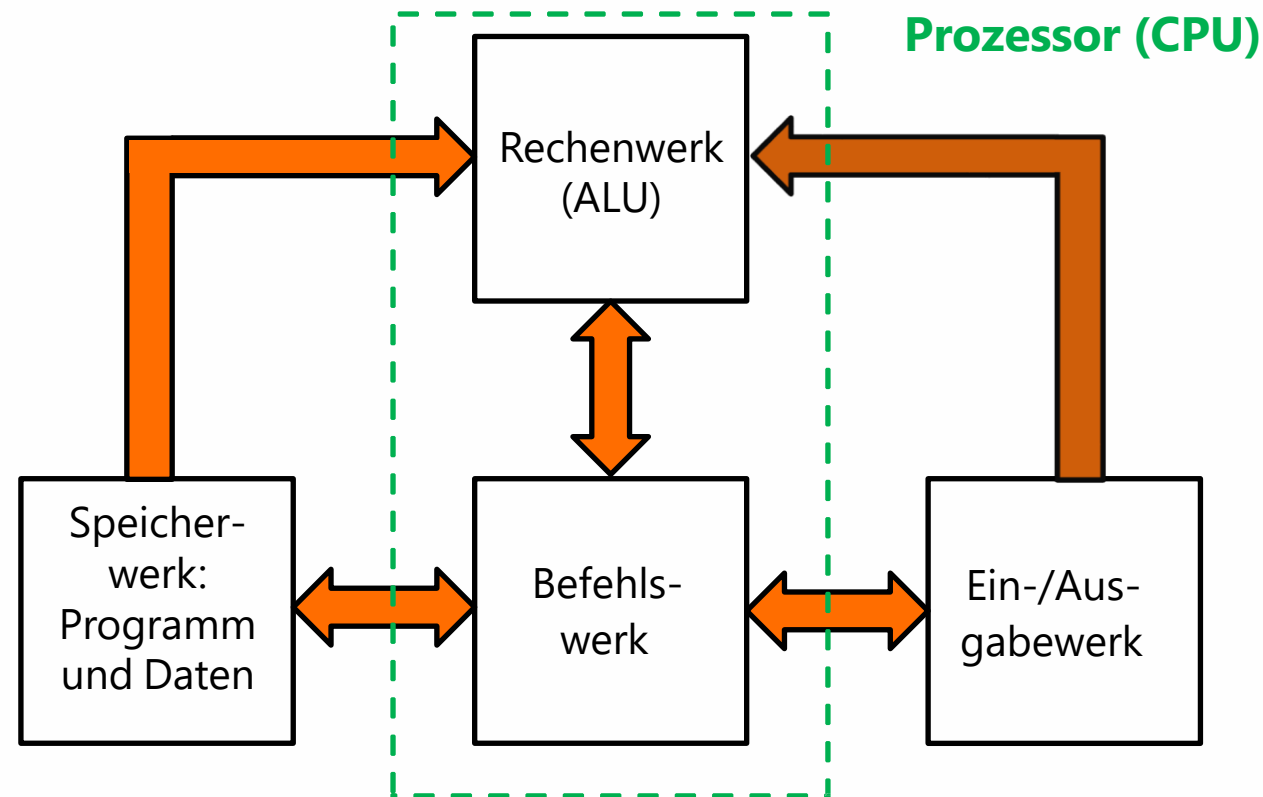 Prozessor (CPU)
Rechenwerk
(ALU)
Speicher-
werk:
Programm
und Daten
Befehls-
werk
Ein-/Aus-
gabewerk